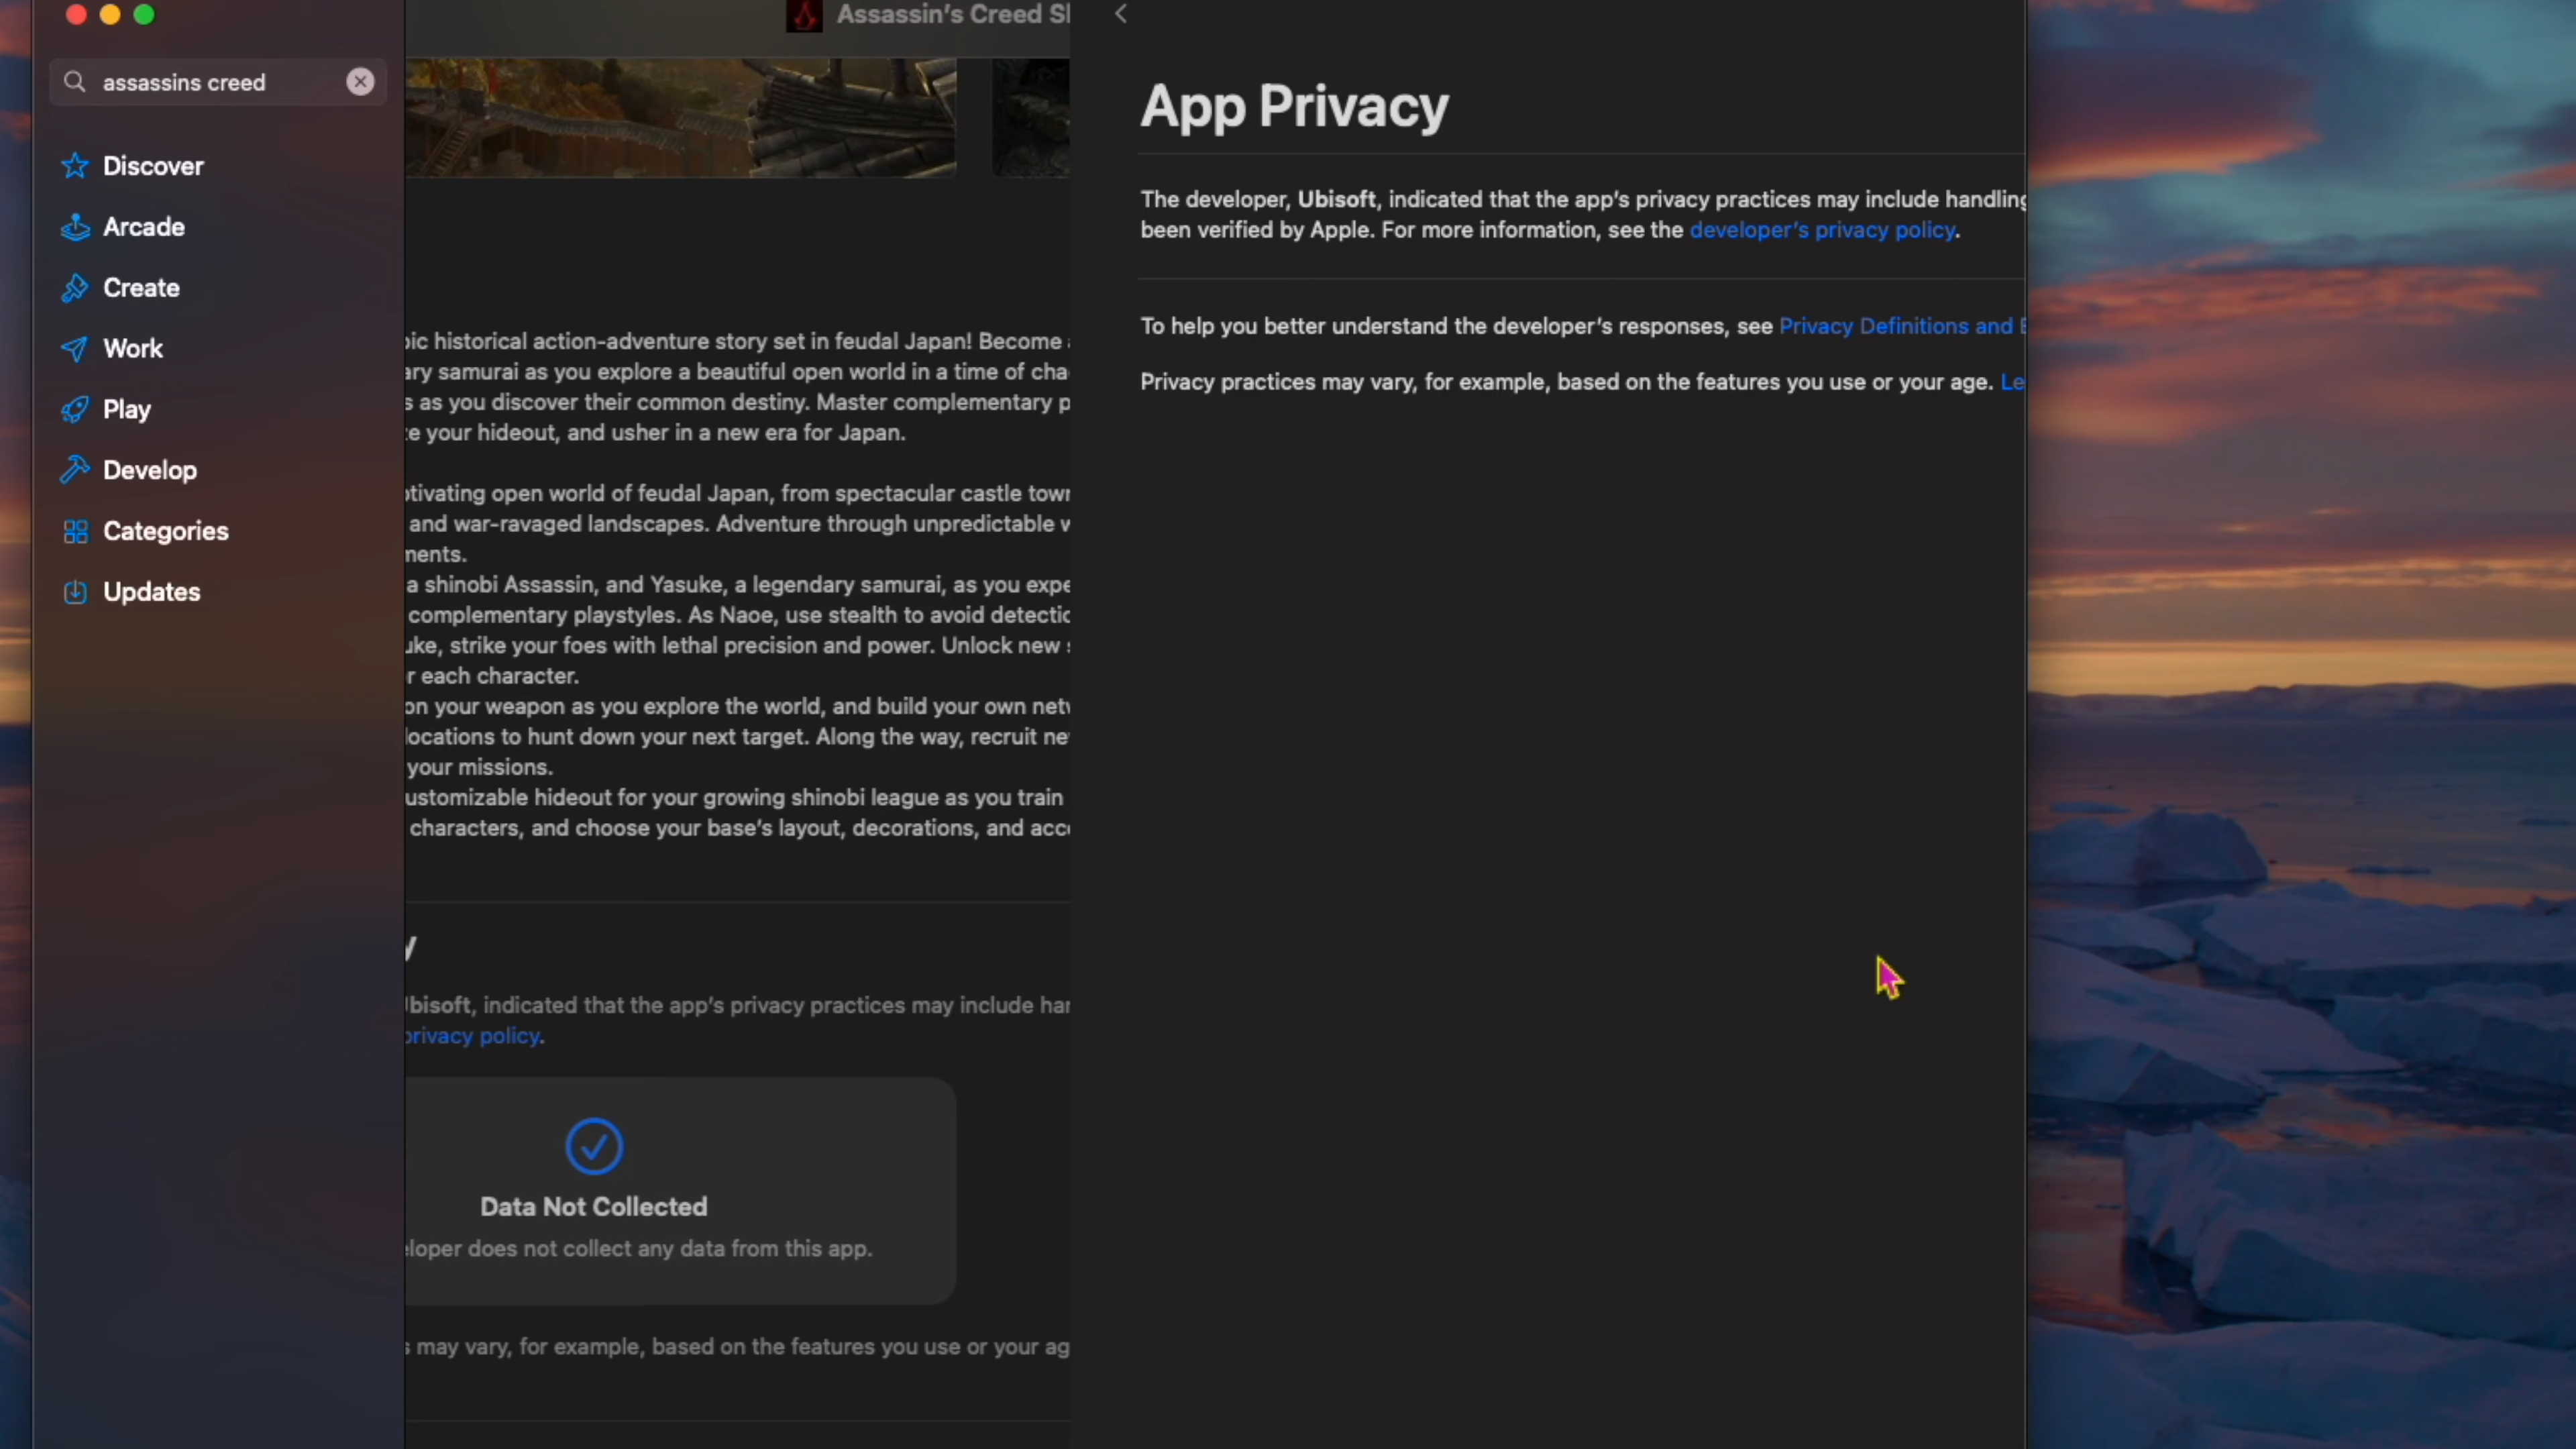 assassins creed
Discover
Arcade
Create
Work
Play
Develop
Categories
Updates
Assassin's Creed
historical action-adventure story set in feudal Japan! Become
samurai as you explore a beautiful open world in a time of
as you discover their common destiny. Master complementary
your hideout, and usher in a new era for Japan.
open world of feudal Japan, from spectacular castle
and war-ravaged landscapes. Adventure through unpredictable
a shinobi Assassin, and Yasuke, a legendary samurai, as you
complementary playstyles. As Naoe, use stealth to avoid
strike your foes with lethal precision and power. Unlock new
each character.
on your weapon as you explore the world, and build your own
locations to hunt down your next target. Along the way, recruit
your missions.
hideout for your growing shinobi league as you train
characters, and choose your base's layout, decorations, and
Ubisoft, indicated that the app's privacy practices may include
privacy policy.
Data Not Collected
does not collect any data from this app.
may vary, for example, based on the features you use or your
App Privacy
The developer, Ubisoft, indicated that the app's privacy practices may include handling
been verified by Apple. For more information, see the developer's privacy policy.
To help you better understand the developer's responses, see Privacy Definitions and
Privacy practices may vary, for example, based on the features you use or your age.